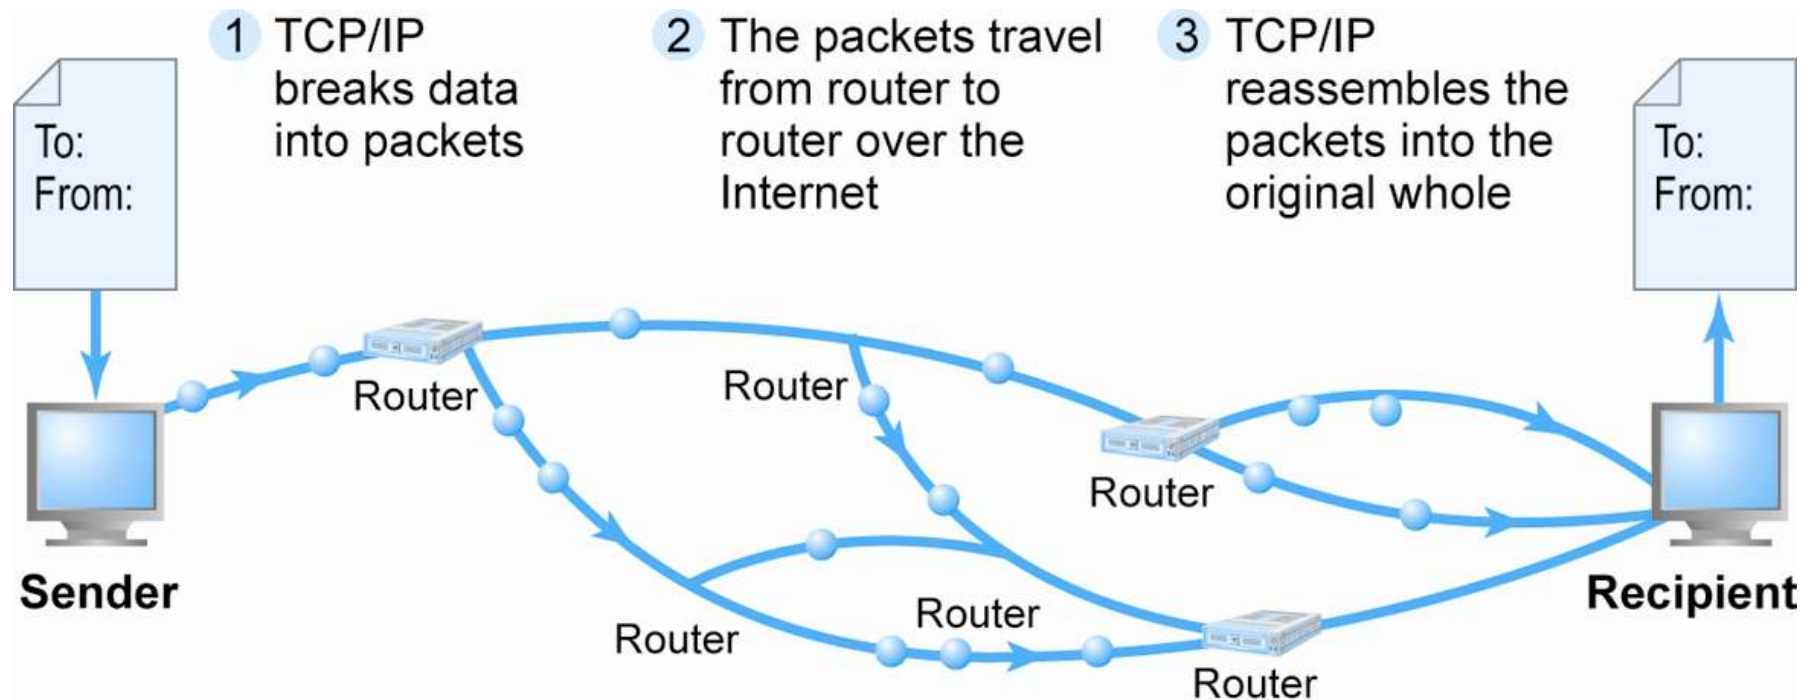 1 TCP/IP
breaks data
into packets
2 The packets travel
from router to
router over the
Internet
3 TCP/IP
reassembles the
packets into the
original whole
To:
From:
To:
From:
Router
Router
Router
Router
Router
Router
Sender
Recipient